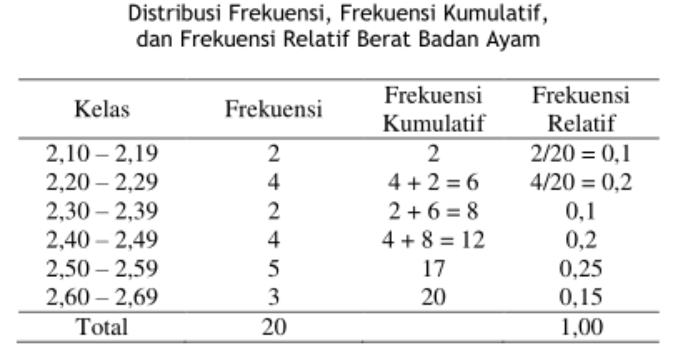 Distribusi Frekuensi, Frekuensi Kumulatif,
dan Frekuensi Relatif Berat Badan Ayam
Kelas Frekuensi Frekuensi Kumulatif Frekuensi Relatif
2,10 – 2,19 2 2 2/20 = 0,1
2,20 – 2,29 4 4 + 2 = 6 4/20 = 0,2
2,30 – 2,39 2 2 + 6 = 8 0,1
2,40 – 2,49 4 4 + 8 = 12 0,2
2,50 – 2,59 5 17 0,25
2,60 – 2,69 3 20 0,15
Total 20 1,00